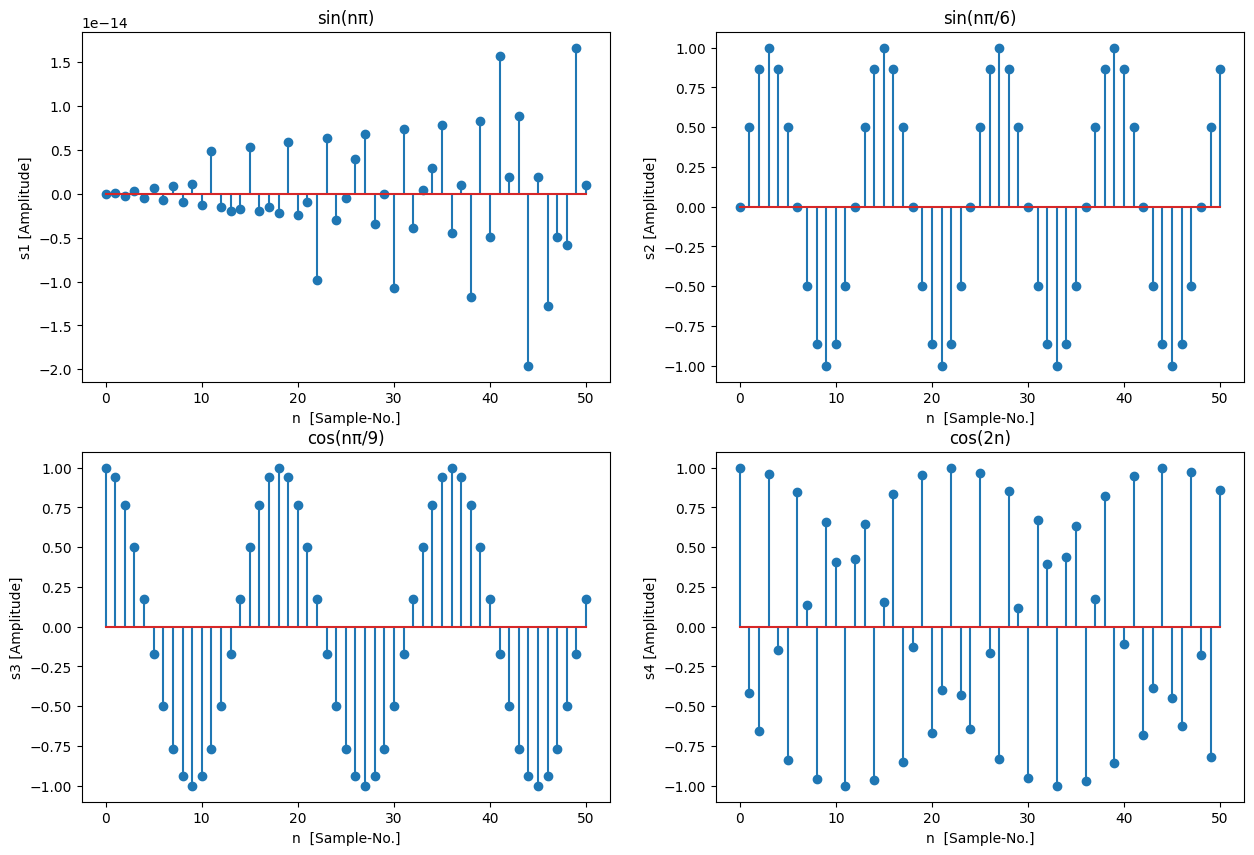 sin(nπ)
1e−14
1.5
1.0
0.5
0.0
−0.5
−1.0
−1.5
−2.0
s1 [Amplitude]
0 10 20 30 40 50
n  [Sample-No.]
sin(nπ/6)
1.00
0.75
0.50
0.25
0.00
−0.25
−0.50
−0.75
−1.00
s2 [Amplitude]
0 10 20 30 40 50
n  [Sample-No.]
cos(nπ/9)
1.00
0.75
0.50
0.25
0.00
−0.25
−0.50
−0.75
−1.00
s3 [Amplitude]
0 10 20 30 40 50
n  [Sample-No.]
cos(2n)
1.00
0.75
0.50
0.25
0.00
−0.25
−0.50
−0.75
−1.00
s4 [Amplitude]
0 10 20 30 40 50
n  [Sample-No.]